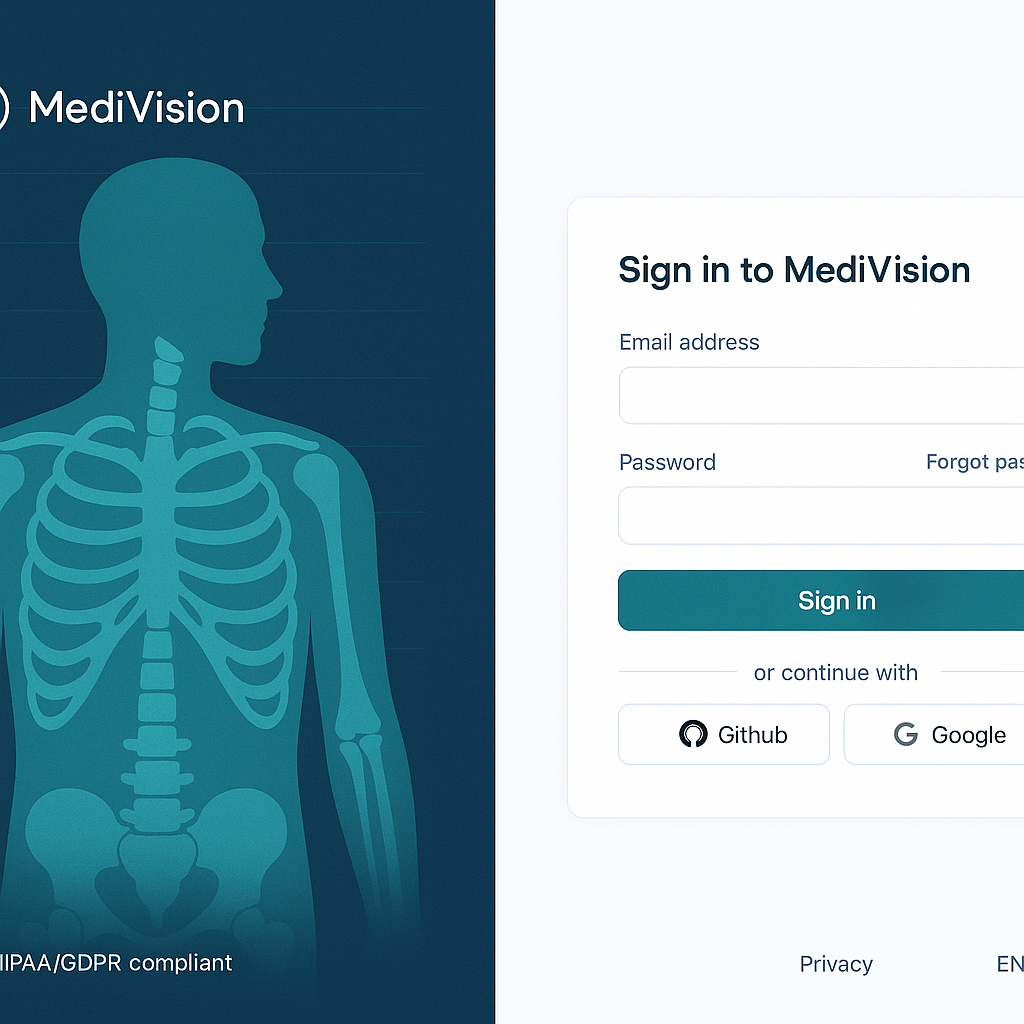 MediVision
IIPAA/GDPR compliant
Sign in to MediVision
Email address
Password
Forgot pas
Sign in
or continue with
Github
Google
Privacy
EN